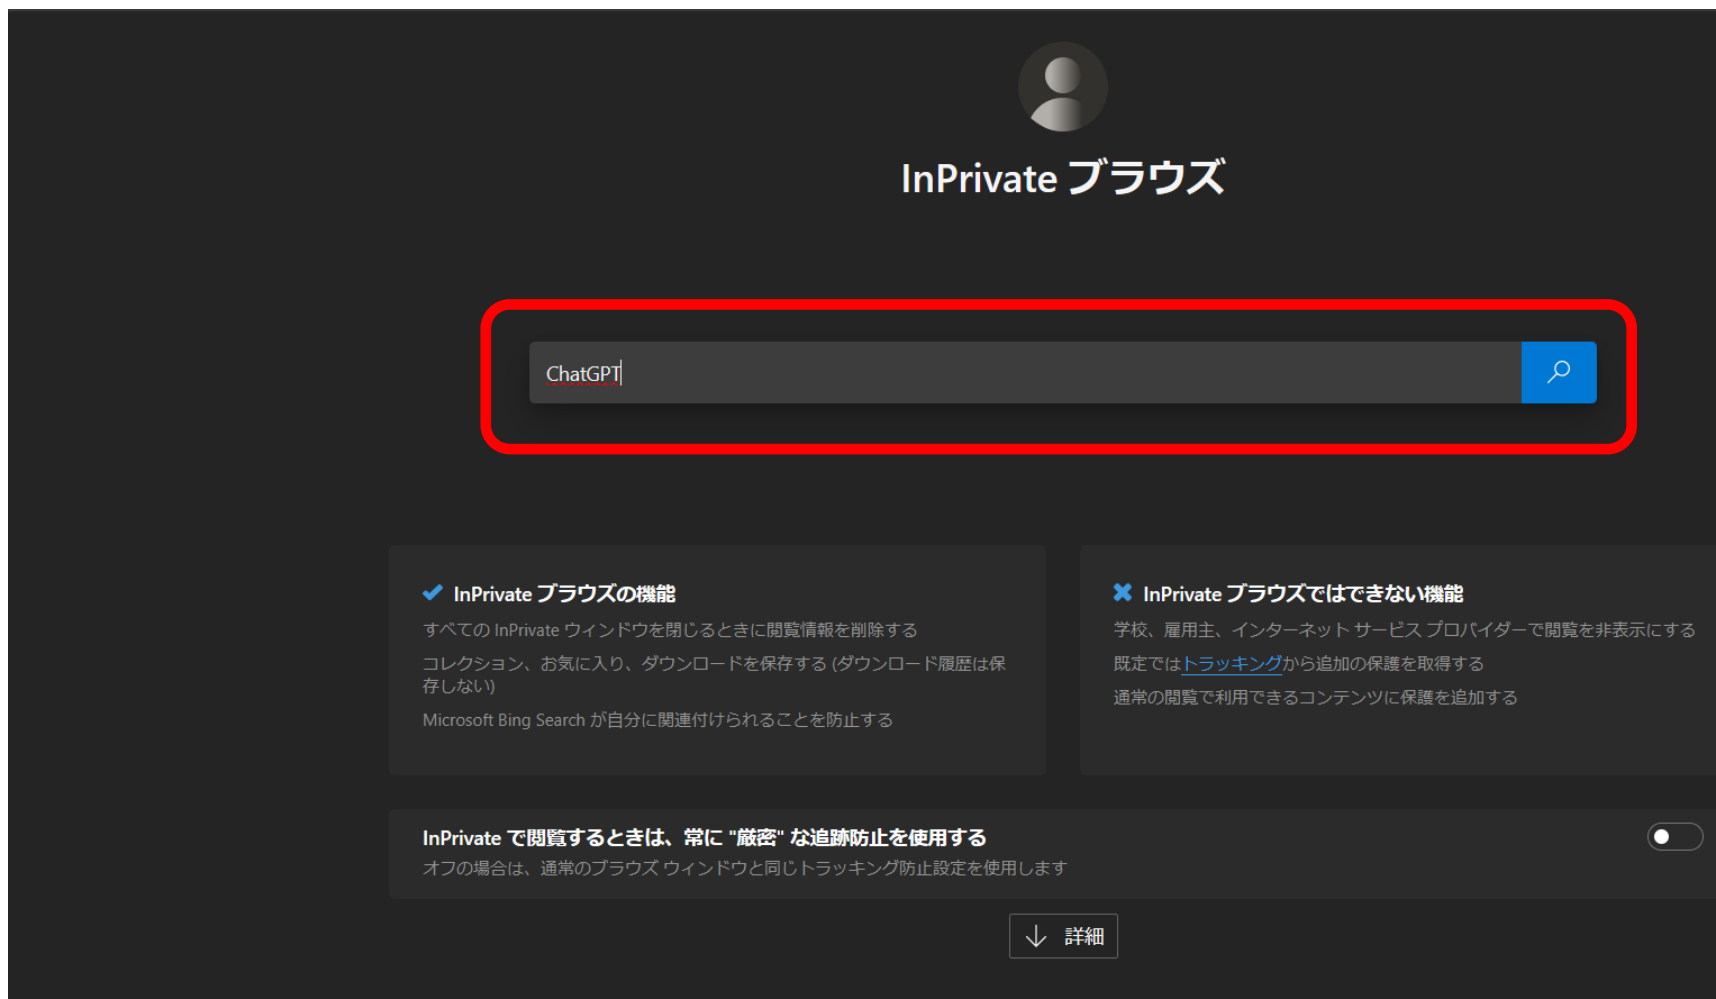 InPrivate ブラウズ
ChatGPT
InPrivate ブラウズの機能
すべての InPrivate ウィンドウを閉じるときに閲覧情報を削除する
コレクション、お気に入り、ダウンロードを保存する (ダウンロード履歴は保
存しない)
Microsoft Bing Search が自分に関連付けられることを防止する
InPrivate ブラウズではできない機能
学校、雇用主、インターネット サービス プロバイダーで閲覧を非表示にする
既定ではトラッキングから追加の保護を取得する
通常の閲覧で利用できるコンテンツに保護を追加する
InPrivate で閲覧するときは、常に "厳密" な追跡防止を使用する
オフの場合は、通常のブラウズ ウィンドウと同じトラッキング防止設定を使用します
詳細